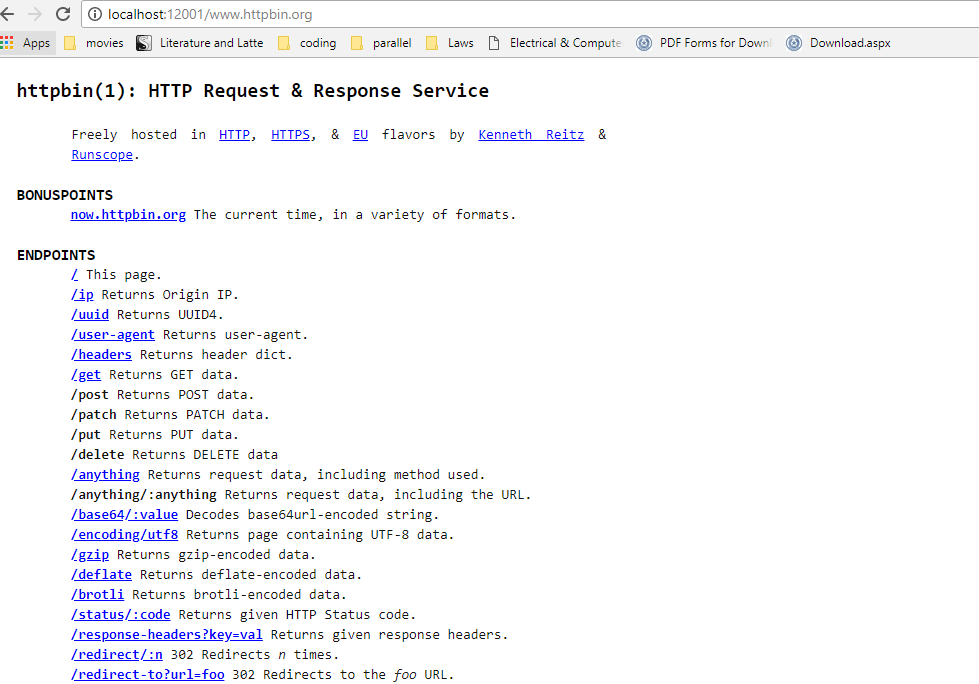 localhost:12001/www.httpbin.org
Apps movies Literature and Latte coding parallel Laws Electrical & Compute PDF Forms for Down Download.aspx
httpbin(1): HTTP Request & Response Service
Freely hosted in HTTP, HTTPS, & EU flavors by Kenneth Reitz &
Runscope.
BONUSPOINTS
now.httpbin.org The current time, in a variety of formats.
ENDPOINTS
/ This page.
/ip Returns Origin IP.
/uuid Returns UUID4.
/user-agent Returns user-agent.
/headers Returns header dict.
/get Returns GET data.
/post Returns POST data.
/patch Returns PATCH data.
/put Returns PUT data.
/delete Returns DELETE data
/anything Returns request data, including method used.
/anything/:anything Returns request data, including the URL.
/base64/:value Decodes base64url-encoded string.
/encoding/utf8 Returns page containing UTF-8 data.
/gzip Returns gzip-encoded data.
/deflate Returns deflate-encoded data.
/brotli Returns brotli-encoded data.
/status/:code Returns given HTTP Status code.
/response-headers?key=val Returns given response headers.
/redirect/:n 302 Redirects n times.
/redirect-to?url=foo 302 Redirects to the foo URL.